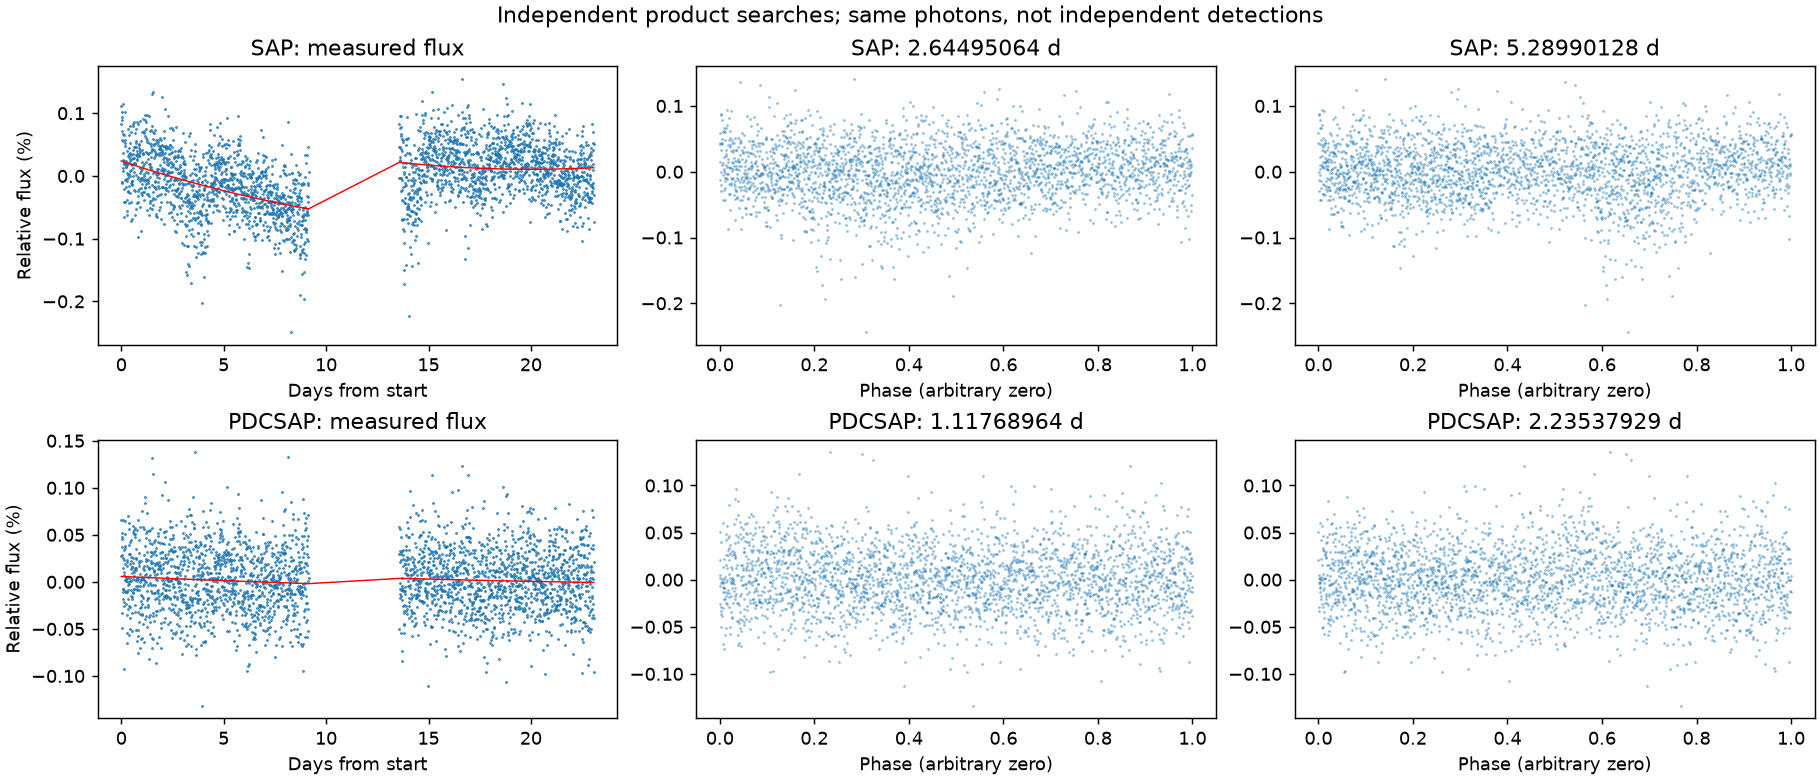 Independent product searches; same photons, not independent detections
SAP: measured flux
SAP: 2.64495064 d
SAP: 5.28990128 d
Relative flux (%)
0.1
0.0
−0.1
−0.2
0.1
0.0
−0.1
−0.2
0.1
0.0
−0.1
−0.2
0 5 10 15 20
0.0 0.2 0.4 0.6 0.8 1.0
0.0 0.2 0.4 0.6 0.8 1.0
Days from start
Phase (arbitrary zero)
Phase (arbitrary zero)
PDCSAP: measured flux
PDCSAP: 1.11768964 d
PDCSAP: 2.23537929 d
Relative flux (%)
0.15
0.10
0.05
0.00
−0.05
−0.10
0.10
0.05
0.00
−0.05
−0.10
0.10
0.05
0.00
−0.05
−0.10
0 5 10 15 20
0.0 0.2 0.4 0.6 0.8 1.0
0.0 0.2 0.4 0.6 0.8 1.0
Days from start
Phase (arbitrary zero)
Phase (arbitrary zero)